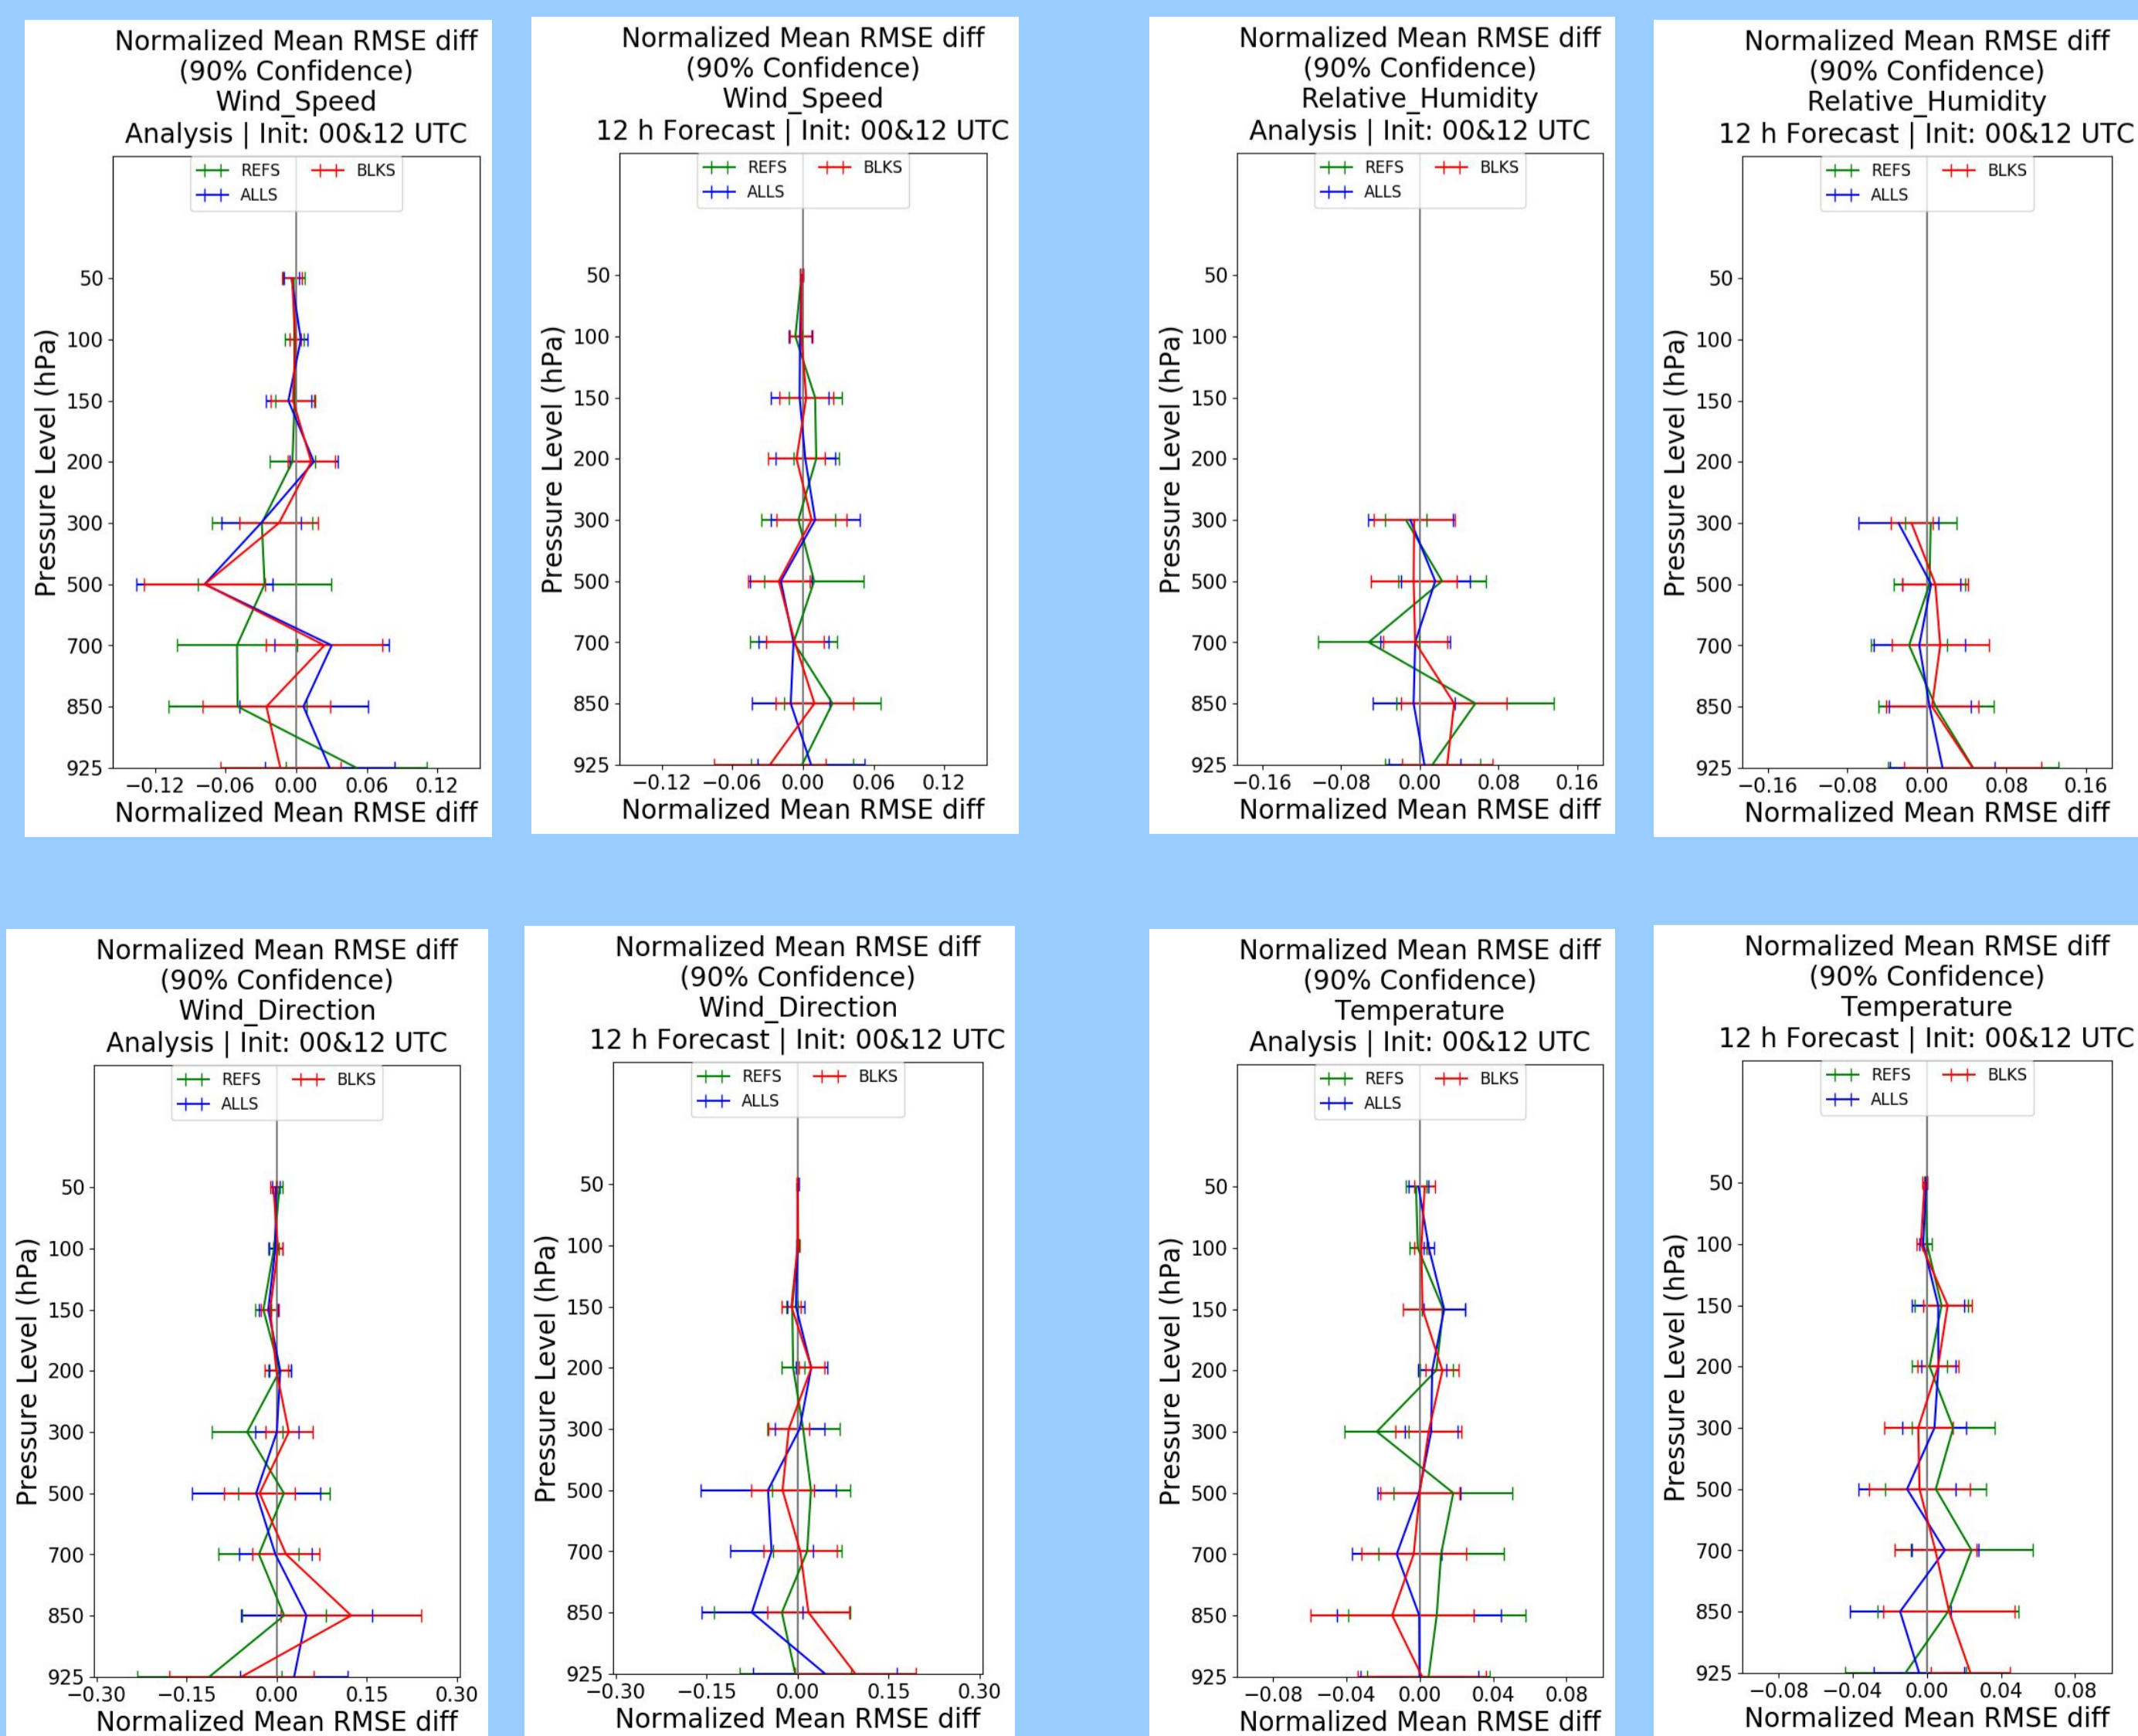 Normalized Mean RMSE diff
(90% Confidence)
Wind_Speed
Analysis | Init: 00&12 UTC
REFS
BLKS
ALLS
Pressure Level (hPa)
50
100
150
200
300
500
700
850
925
−0.12 −0.06 0.00 0.06 0.12
Normalized Mean RMSE diff
Normalized Mean RMSE diff
(90% Confidence)
Wind_Speed
12 h Forecast | Init: 00&12 UTC
REFS
BLKS
ALLS
Pressure Level (hPa)
50
100
150
200
300
500
700
850
925
−0.12 −0.06 0.00 0.06 0.12
Normalized Mean RMSE diff
Normalized Mean RMSE diff
(90% Confidence)
Relative_Humidity
Analysis | Init: 00&12 UTC
REFS
BLKS
ALLS
Pressure Level (hPa)
50
100
150
200
300
500
700
850
925
−0.16 −0.08 0.00 0.08 0.16
Normalized Mean RMSE diff
Normalized Mean RMSE diff
(90% Confidence)
Relative_Humidity
12 h Forecast | Init: 00&12 UTC
REFS
BLKS
ALLS
Pressure Level (hPa)
50
100
150
200
300
500
700
850
925
−0.16 −0.08 0.00 0.08 0.16
Normalized Mean RMSE diff
Normalized Mean RMSE diff
(90% Confidence)
Wind_Direction
Analysis | Init: 00&12 UTC
REFS
BLKS
ALLS
Pressure Level (hPa)
50
100
150
200
300
500
700
850
925
−0.30 −0.15 0.00 0.15 0.30
Normalized Mean RMSE diff
Normalized Mean RMSE diff
(90% Confidence)
Wind_Direction
12 h Forecast | Init: 00&12 UTC
REFS
BLKS
ALLS
Pressure Level (hPa)
50
100
150
200
300
500
700
850
925
−0.30 −0.15 0.00 0.15 0.30
Normalized Mean RMSE diff
Normalized Mean RMSE diff
(90% Confidence)
Temperature
Analysis | Init: 00&12 UTC
REFS
BLKS
ALLS
Pressure Level (hPa)
50
100
150
200
300
500
700
850
925
−0.08 −0.04 0.00 0.04 0.08
Normalized Mean RMSE diff
Normalized Mean RMSE diff
(90% Confidence)
Temperature
12 h Forecast | Init: 00&12 UTC
REFS
BLKS
ALLS
Pressure Level (hPa)
50
100
150
200
300
500
700
850
925
−0.08 −0.04 0.00 0.04 0.08
Normalized Mean RMSE diff